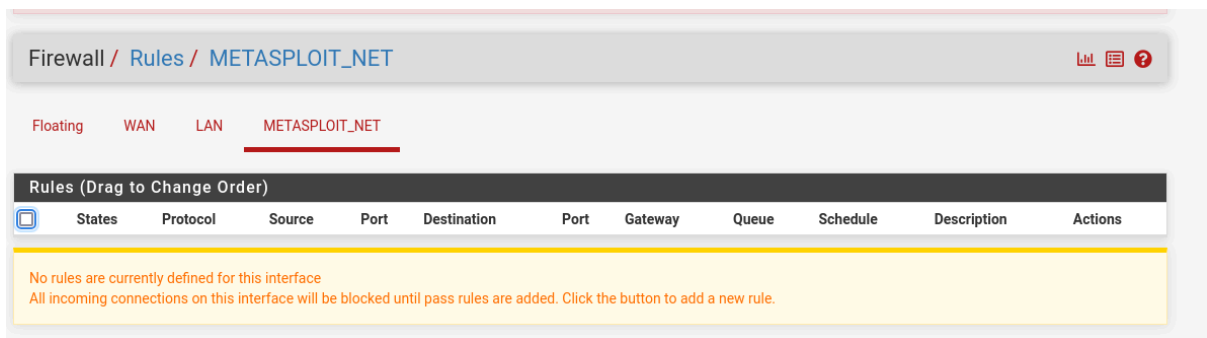 Firewall / Rules / METASPLOIT_NET
Floating WAN LAN METASPLOIT_NET
Rules (Drag to Change Order)
States Protocol Source Port Destination Port Gateway Queue Schedule Description Actions
No rules are currently defined for this interface
All incoming connections on this interface will be blocked until pass rules are added. Click the button to add a new rule.